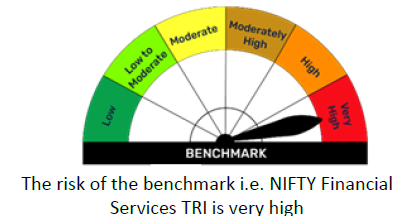 Low
Low to
Moderate
Moderate
Moderately
High
High
Very
High
BENCHMARK
The risk of the benchmark i.e. NIFTY Financial
Services TRI is very high